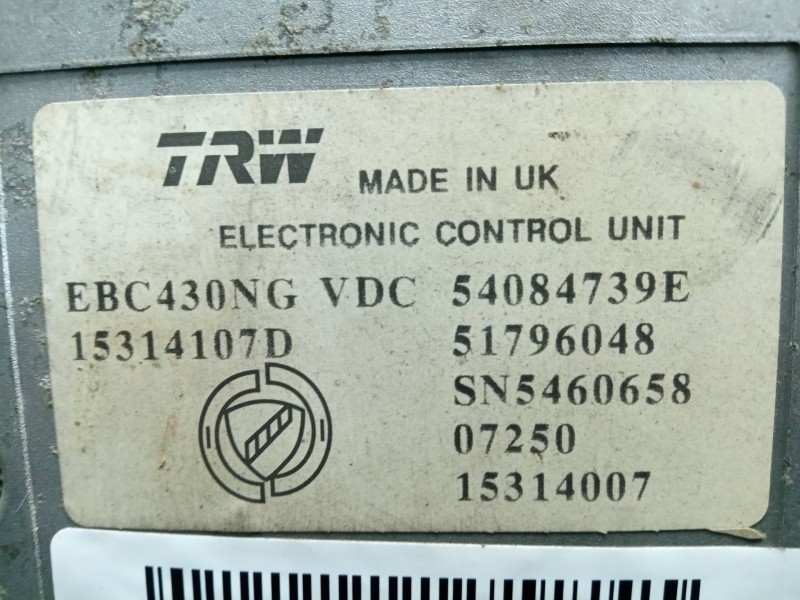 TRW
MADE IN UK
ELECTRONIC CONTROL UNIT
EBC430NG VDC 54084739E
15314107D 51796048
SN5460658
07250
15314007